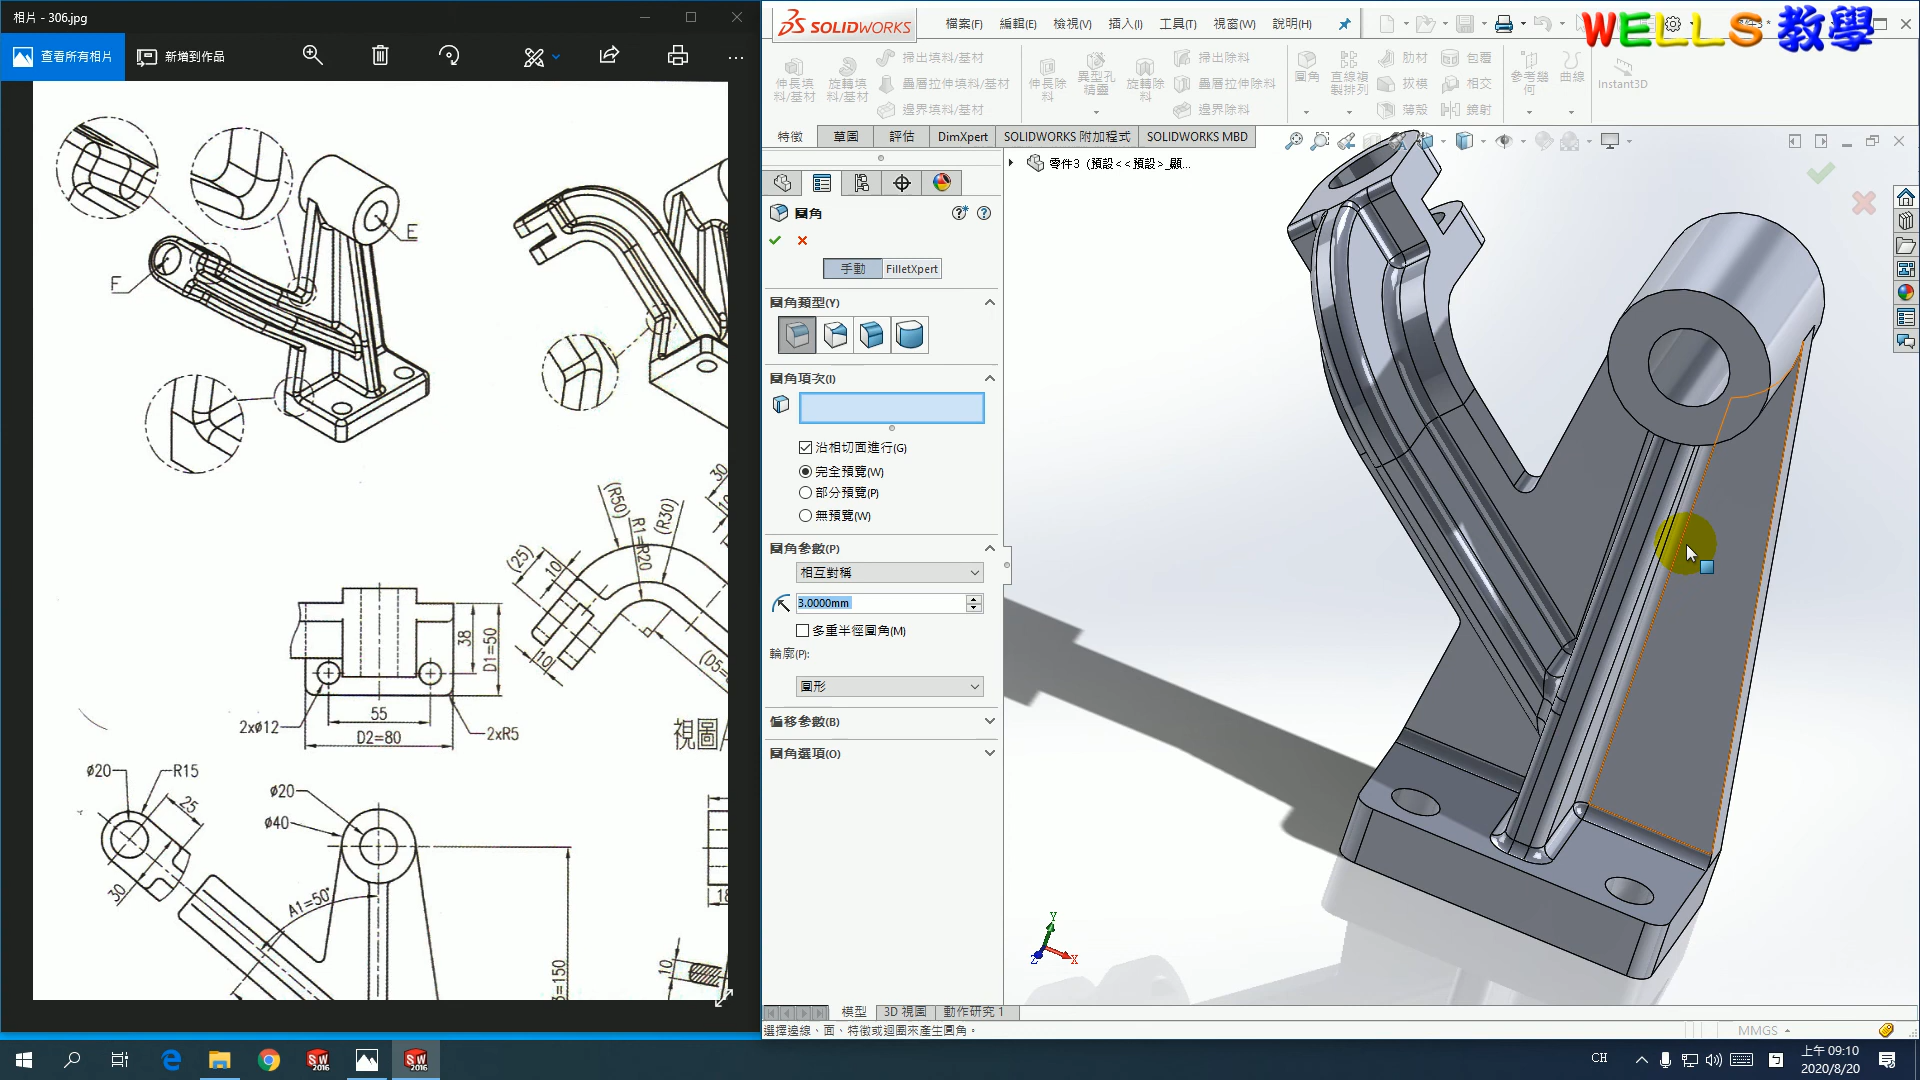 相片 - 306.jpg
查看所有相片
新增到作品
E
F
(R50)
R1=R20
(R30)
30
(25)
10
10
(D5=
38
D1=50
55
D2=80
2xø12
2xR5
視圖
ø20
R15
25
30
ø20
ø40
A1=50°
3=150
10
18
SOLIDWORKS
檔案(F)
編輯(E)
檢視(V)
插入(I)
工具(T)
視窗(W)
說明(H)
WELLS 教學
伸長填料/基材
旋轉填料/基材
掃出填料/基材
疊層拉伸填料/基材
邊界填料/基材
伸長除料
異型孔精靈
旋轉除料
掃出除料
疊層拉伸除料
邊界除料
圓角
直線複製排列
肋材
拔模
薄殼
包覆
相交
鏡射
參考幾何
曲線
Instant3D
特徵
草圖
評估
DimXpert
SOLIDWORKS 附加程式
SOLIDWORKS MBD
零件3 (預設<<預設>_顯...
圓角
手動
FilletXpert
圓角類型(Y)
圓角項次(I)
沿相切面進行(G)
完全預覽(W)
部分預覽(P)
無預覽(W)
圓角參數(P)
相互對稱
3.0000mm
多重半徑圓角(M)
輪廓(P):
圓形
偏移參數(B)
圓角選項(O)
Y
X
Z
模型
3D 視圖
動作研究 1
選擇邊線、面、特徵或迴圈來產生圓角。
MMGS
SW 2016
SW 2016
CH
上午 09:10
2020/8/20